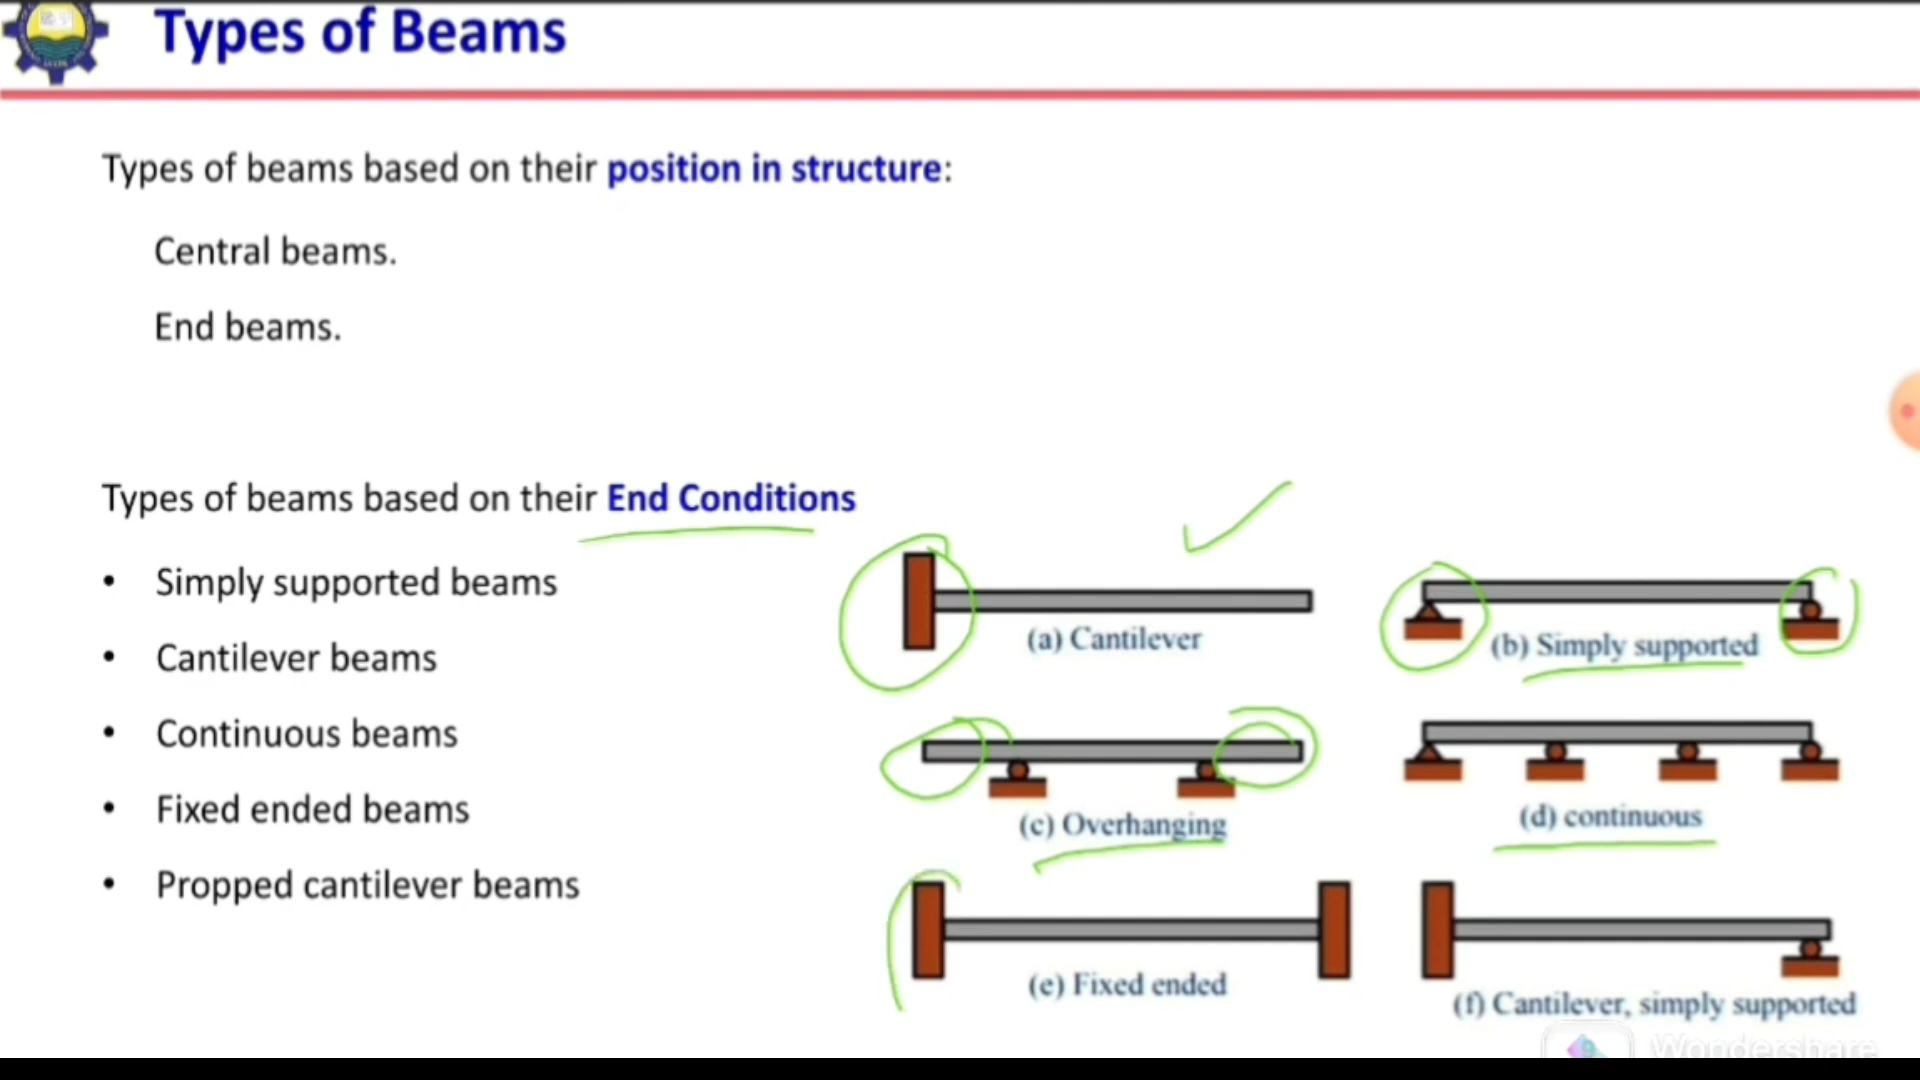 Types of Beams
Types of beams based on their position in structure:
Central beams.
End beams.
Types of beams based on their End Conditions
• Simply supported beams
• Cantilever beams
• Continuous beams
• Fixed ended beams
• Propped cantilever beams
(a) Cantilever
(b) Simply supported
(c) Overhanging
(d) continuous
(e) Fixed ended
(f) Cantilever, simply supported
Wondershare